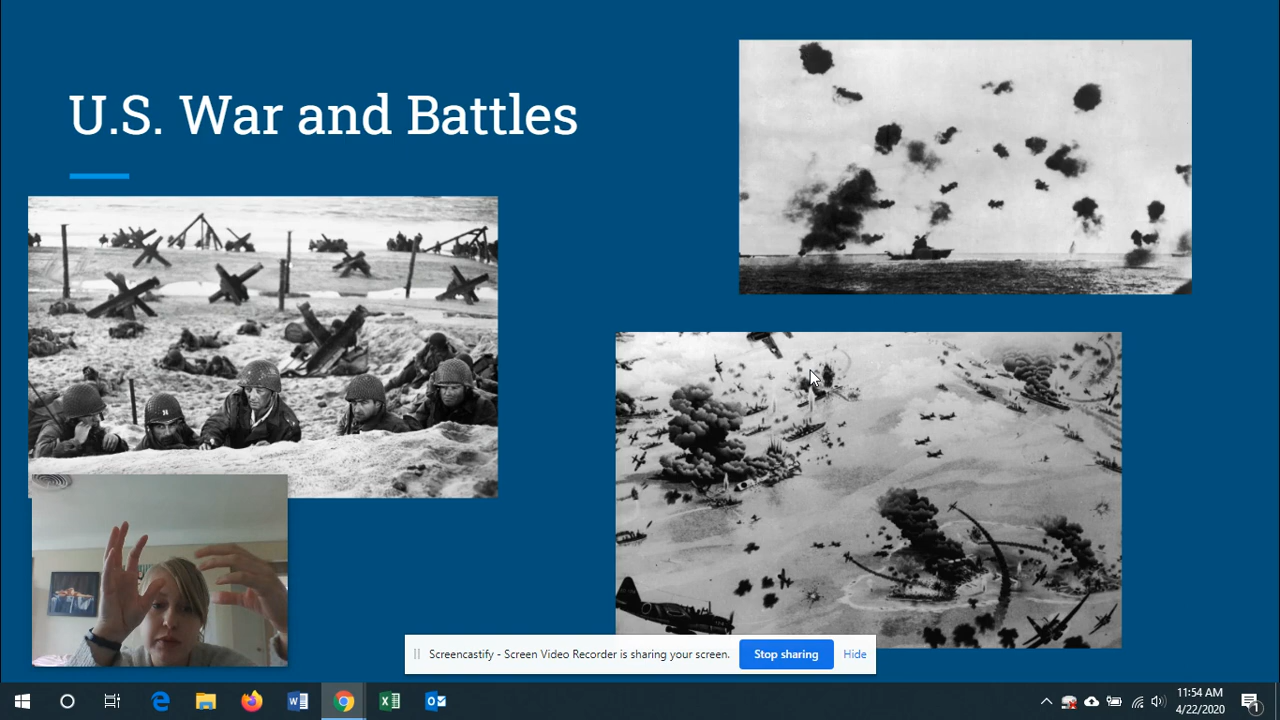 U.S. War and Battles
Screencastify - Screen Video Recorder is sharing your screen.
Stop sharing
Hide
11:54 AM
4/22/2020
1